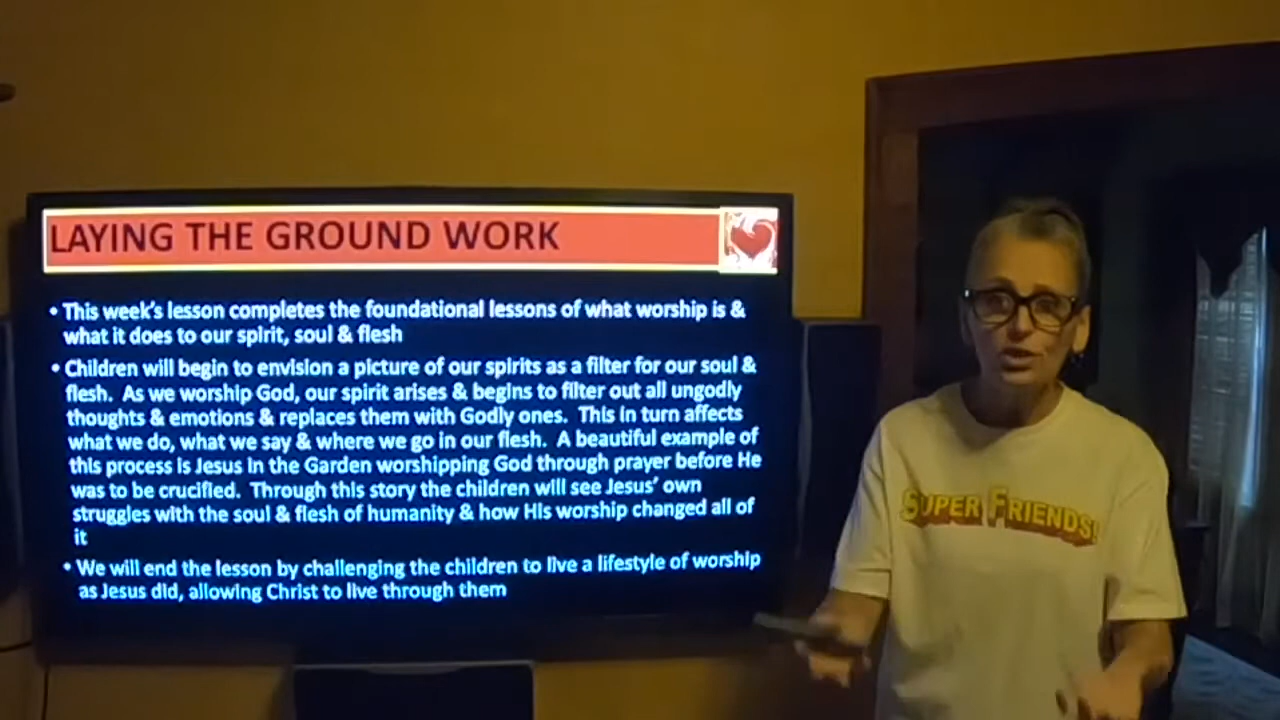 LAYING THE GROUND WORK
• This week's lesson completes the foundational lessons of what worship is &
what it does to our spirit, soul & flesh
• Children will begin to envision a picture of our spirits as a filter for our soul &
flesh. As we worship God, our spirit arises & begins to filter out all ungodly
thoughts & emotions & replaces them with Godly ones. This in turn affects
what we do, what we say & where we go in our flesh. A beautiful example of
this process is Jesus in the Garden worshipping God through prayer before He
was to be crucified. Through this story the children will see Jesus' own
struggles with the soul & flesh of humanity & how His worship changed all of
it
• We will end the lesson by challenging the children to live a lifestyle of worship
as Jesus did, allowing Christ to live through them
SUPER FRIENDS!